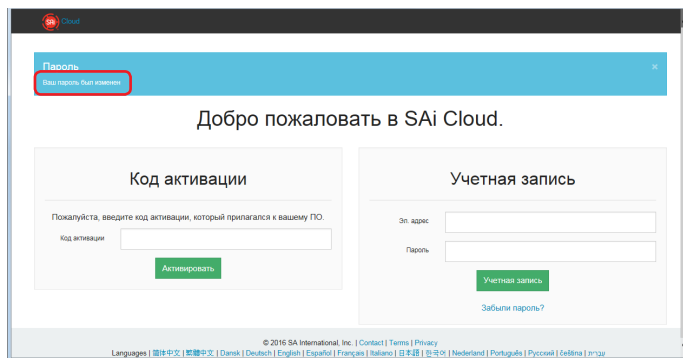 SAi Cloud
Пароль ×
Ваш пароль был изменен
Добро пожаловать в SAi Cloud.
Код активации
Пожалуйста, введите код активации, который прилагался к вашему ПО.
Код активации
Активировать
Учетная запись
Эл. адрес
Пароль
Учетная запись
Забыли пароль?
© 2016 SA International, Inc. | Contact | Terms | Privacy
Languages | 简体中文 | 繁體中文 | Dansk | Deutsch | English | Español | Français | Italiano | 日本語 | 한국어 | Nederland | Português | Русский | čeština | עברית